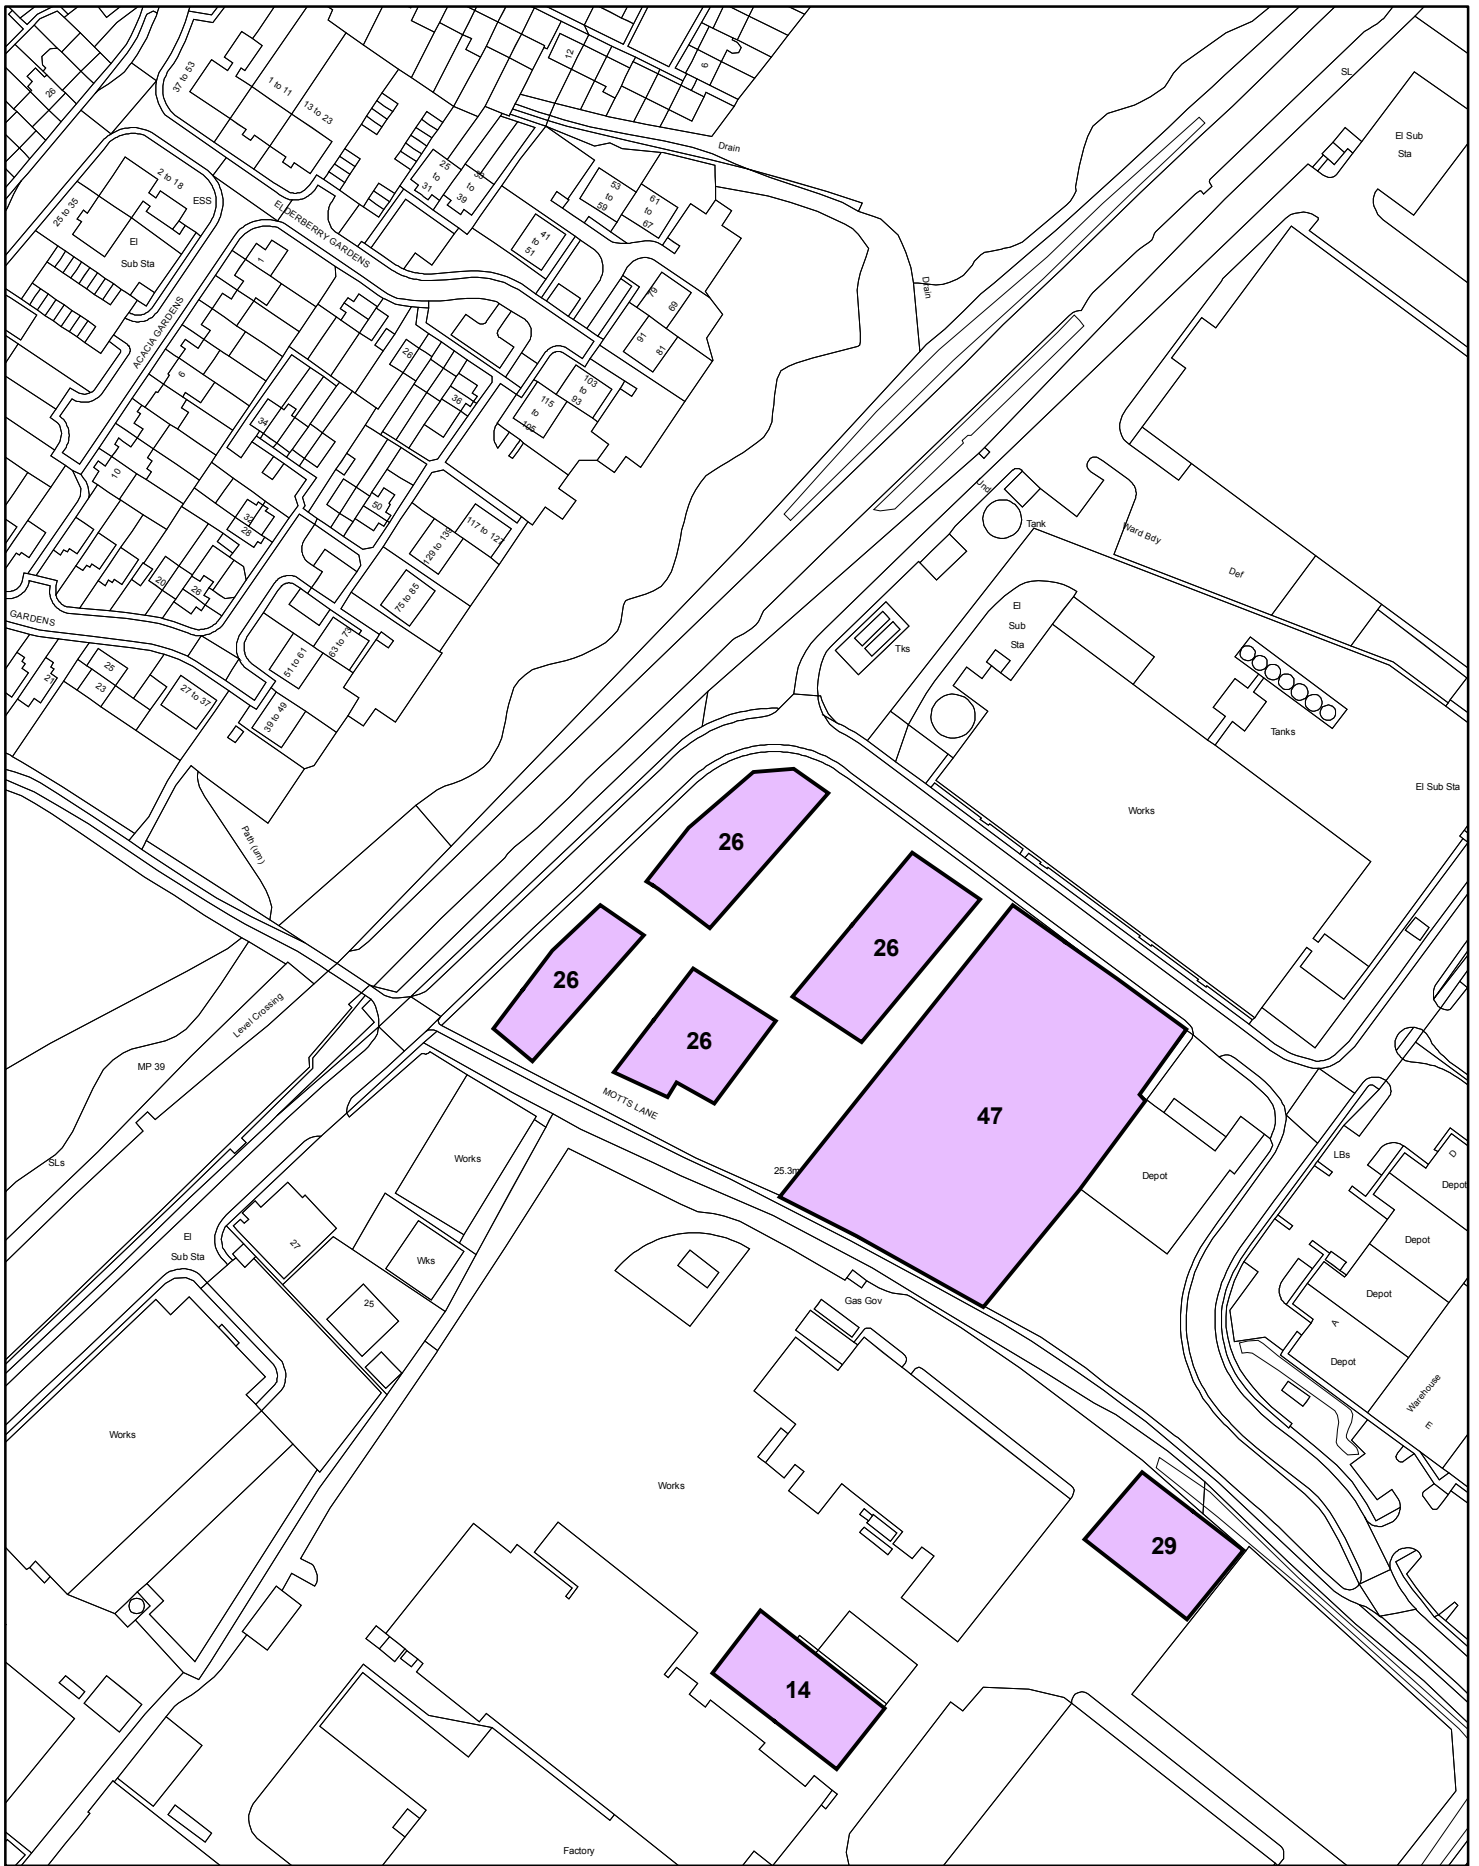 12
6
SL
26
37 to 53
1 to 11
13 to 23
El Sub
Sta
Drain
25
to
31
to
39
53
to
59
61
to
67
2 to 18
ESS
25 to 35
El
Sub Sta
ELDERBERRY GARDENS
41
to
51
1
79
69
Drain
ACACIA GARDENS
91
81
6
26
36
103
to
93
115
to
105
34
10
50
32
28
117 to 127
Und
Tank
Ward Bdy
Def
75 to 85
20
26
GARDENS
El
Sub
Sta
Tks
63 to 73
51 to 61
25
23
21
27 to 37
39 to 49
Tanks
El Sub Sta
Works
Path (um)
26
26
26
26
Level Crossing
MP 39
MOTTS LANE
47
SLs
Works
25.3m
Depot
LBs
D
Depot
El
Sub Sta
27
Wks
25
Depot
Gas Gov
Depot
A
Depot
Warehouse
E
Works
Works
29
14
Factory